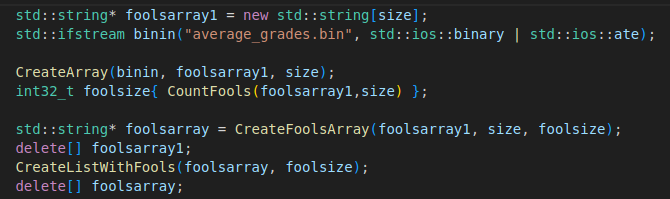 std::string* foolsarray1 = new std::string[size];
std::ifstream binin("average_grades.bin", std::ios::binary | std::ios::ate);
CreateArray(binin, foolsarray1, size);
int32_t foolsize{ CountFools(foolsarray1,size) };
std::string* foolsarray = CreateFoolsArray(foolsarray1, size, foolsize);
delete[] foolsarray1;
CreateListWithFools(foolsarray, foolsize);
delete[] foolsarray;